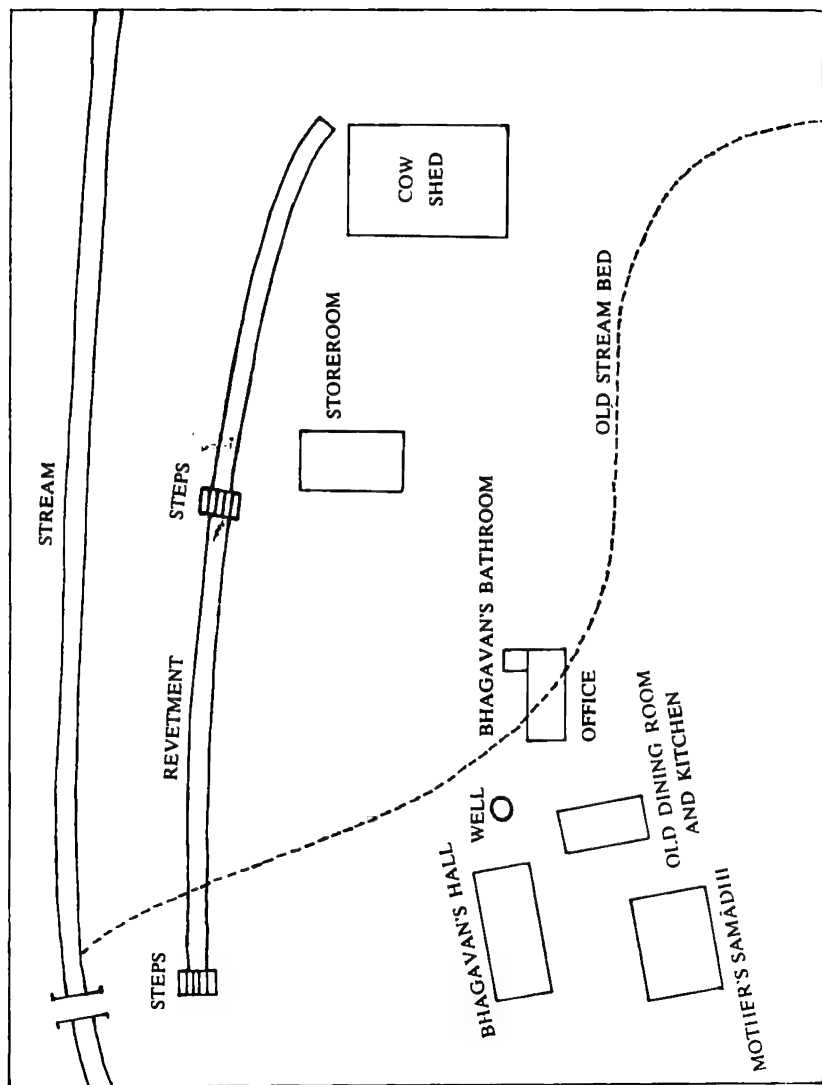 STREAM
STEPS
REVETMENT
STEPS
STOREROOM
COW
SHED
BHAGAVAN'S HALL
WELL
BHAGAVAN'S BATHROOM
OFFICE
OLD STREAM BED
OLD DINING ROOM
AND KITCHEN
MOTHER'S SAMĀDHI